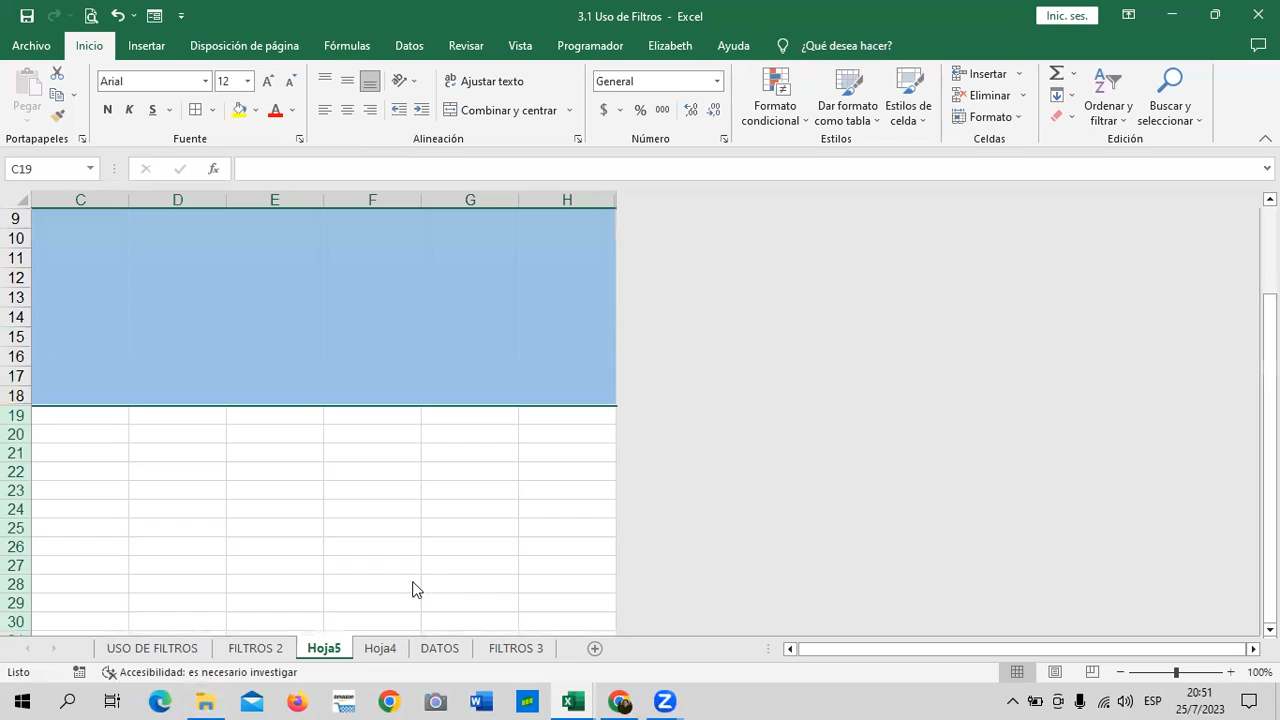 3.1 Uso de Filtros - Excel
Inic. ses.
Archivo Inicio Insertar Disposición de página Fórmulas Datos Revisar Vista Programador Elizabeth Ayuda ¿Qué desea hacer?
Pegar
Arial 12
N K S
Ajustar texto
Combinar y centrar
General
$ % 000
Formato condicional
Dar formato como tabla
Estilos de celda
Insertar
Eliminar
Formato
Ordenar y filtrar
Buscar y seleccionar
Portapapeles Fuente Alineación Número Estilos Celdas Edición
C19 fx
C D E F G H
9
10
11
12
13
14
15
16
17
18
19
20
21
22
23
24
25
26
27
28
29
30
USO DE FILTROS FILTROS 2 Hoja5 Hoja4 DATOS FILTROS 3
Listo Accesibilidad: es necesario investigar 100%
ESP 20:51
25/7/2023